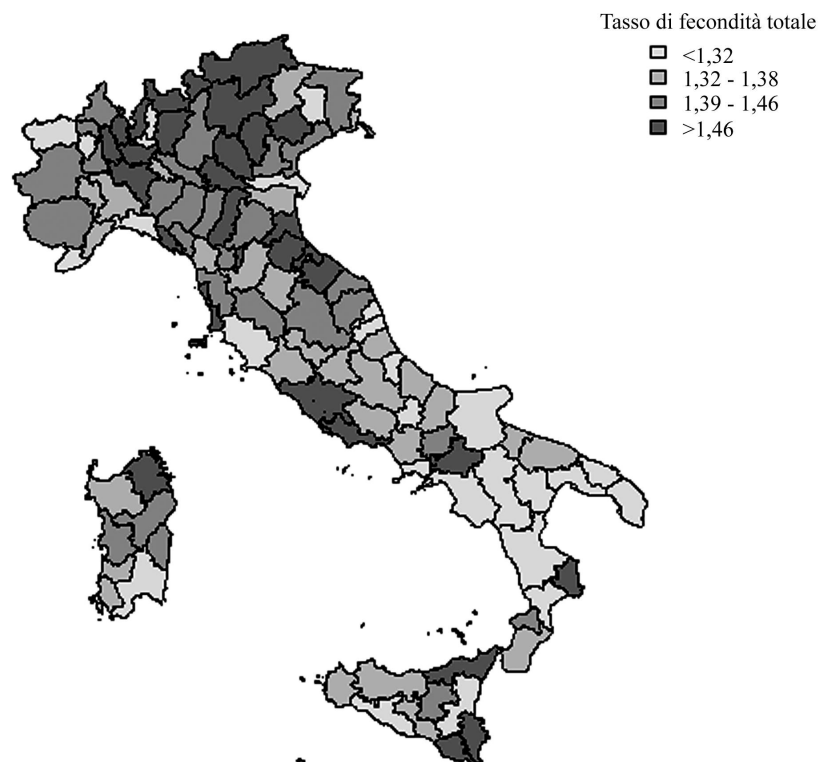 Tasso di fecondità totale
<1,32
1,32 - 1,38
1,39 - 1,46
>1,46